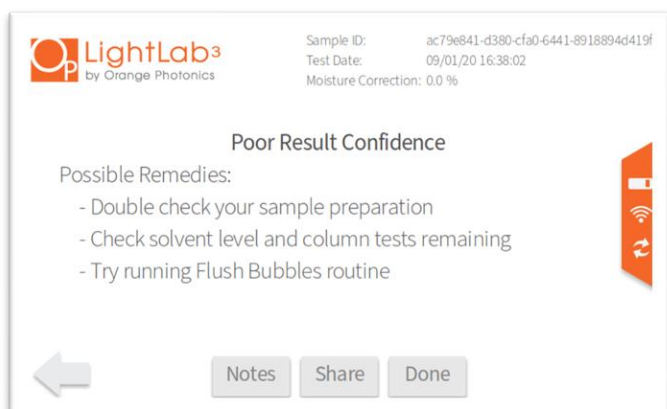 OP LightLab3
by Orange Photonics
Sample ID: ac79e841-d380-cfa0-6441-8918894d419f
Test Date: 09/01/20 16:38:02
Moisture Correction: 0.0 %
Poor Result Confidence
Possible Remedies:
- Double check your sample preparation
- Check solvent level and column tests remaining
- Try running Flush Bubbles routine
Notes Share Done